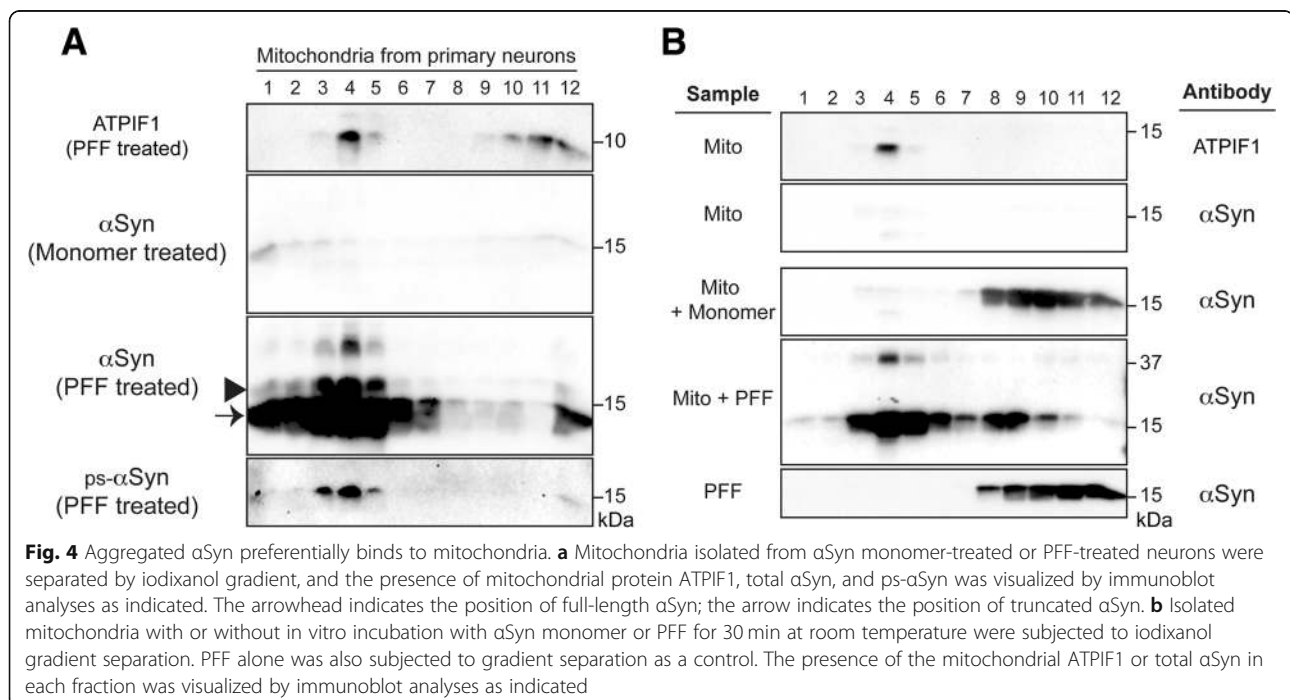 A
Mitochondria from primary neurons
1 2 3 4 5 6 7 8 9 10 11 12
ATPIF1
(PFF treated)
10
αSyn
(Monomer treated)
15
αSyn
(PFF treated)
15
ps-αSyn
(PFF treated)
15
kDa
B
Sample
1 2 3 4 5 6 7 8 9 10 11 12
Antibody
Mito
15
ATPIF1
Mito
15
αSyn
Mito
+ Monomer
15
αSyn
Mito + PFF
37
15
αSyn
PFF
15
αSyn
kDa
Fig. 4 Aggregated αSyn preferentially binds to mitochondria. a Mitochondria isolated from αSyn monomer-treated or PFF-treated neurons were
separated by iodixanol gradient, and the presence of mitochondrial protein ATPIF1, total αSyn, and ps-αSyn was visualized by immunoblot
analyses as indicated. The arrowhead indicates the position of full-length αSyn; the arrow indicates the position of truncated αSyn. b Isolated
mitochondria with or without in vitro incubation with αSyn monomer or PFF for 30 min at room temperature were subjected to iodixanol
gradient separation. PFF alone was also subjected to gradient separation as a control. The presence of the mitochondrial ATPIF1 or total αSyn in
each fraction was visualized by immunoblot analyses as indicated